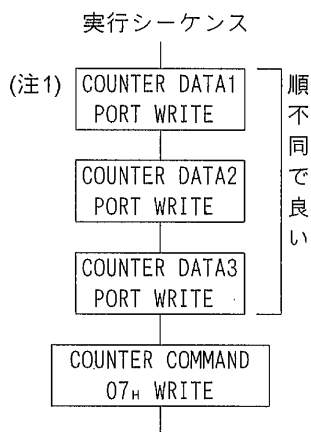 実行シーケンス
(注1)
COUNTER DATA1
PORT WRITE
COUNTER DATA2
PORT WRITE
COUNTER DATA3
PORT WRITE
順不同で良い
COUNTER COMMAND
07H WRITE